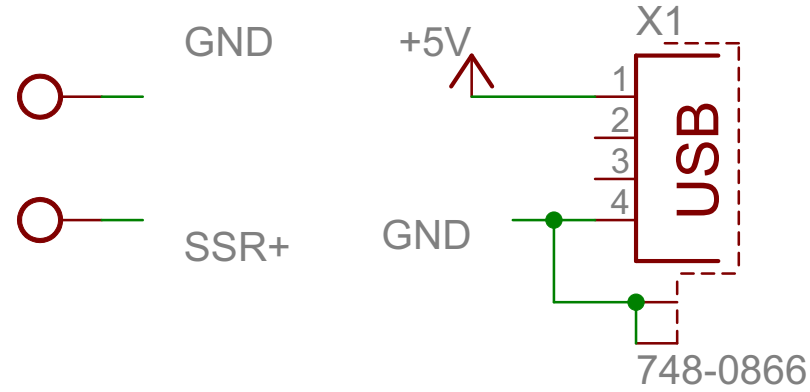 X1
GND
+5V
1
2
3
4
USB
SSR+
GND
748-0866